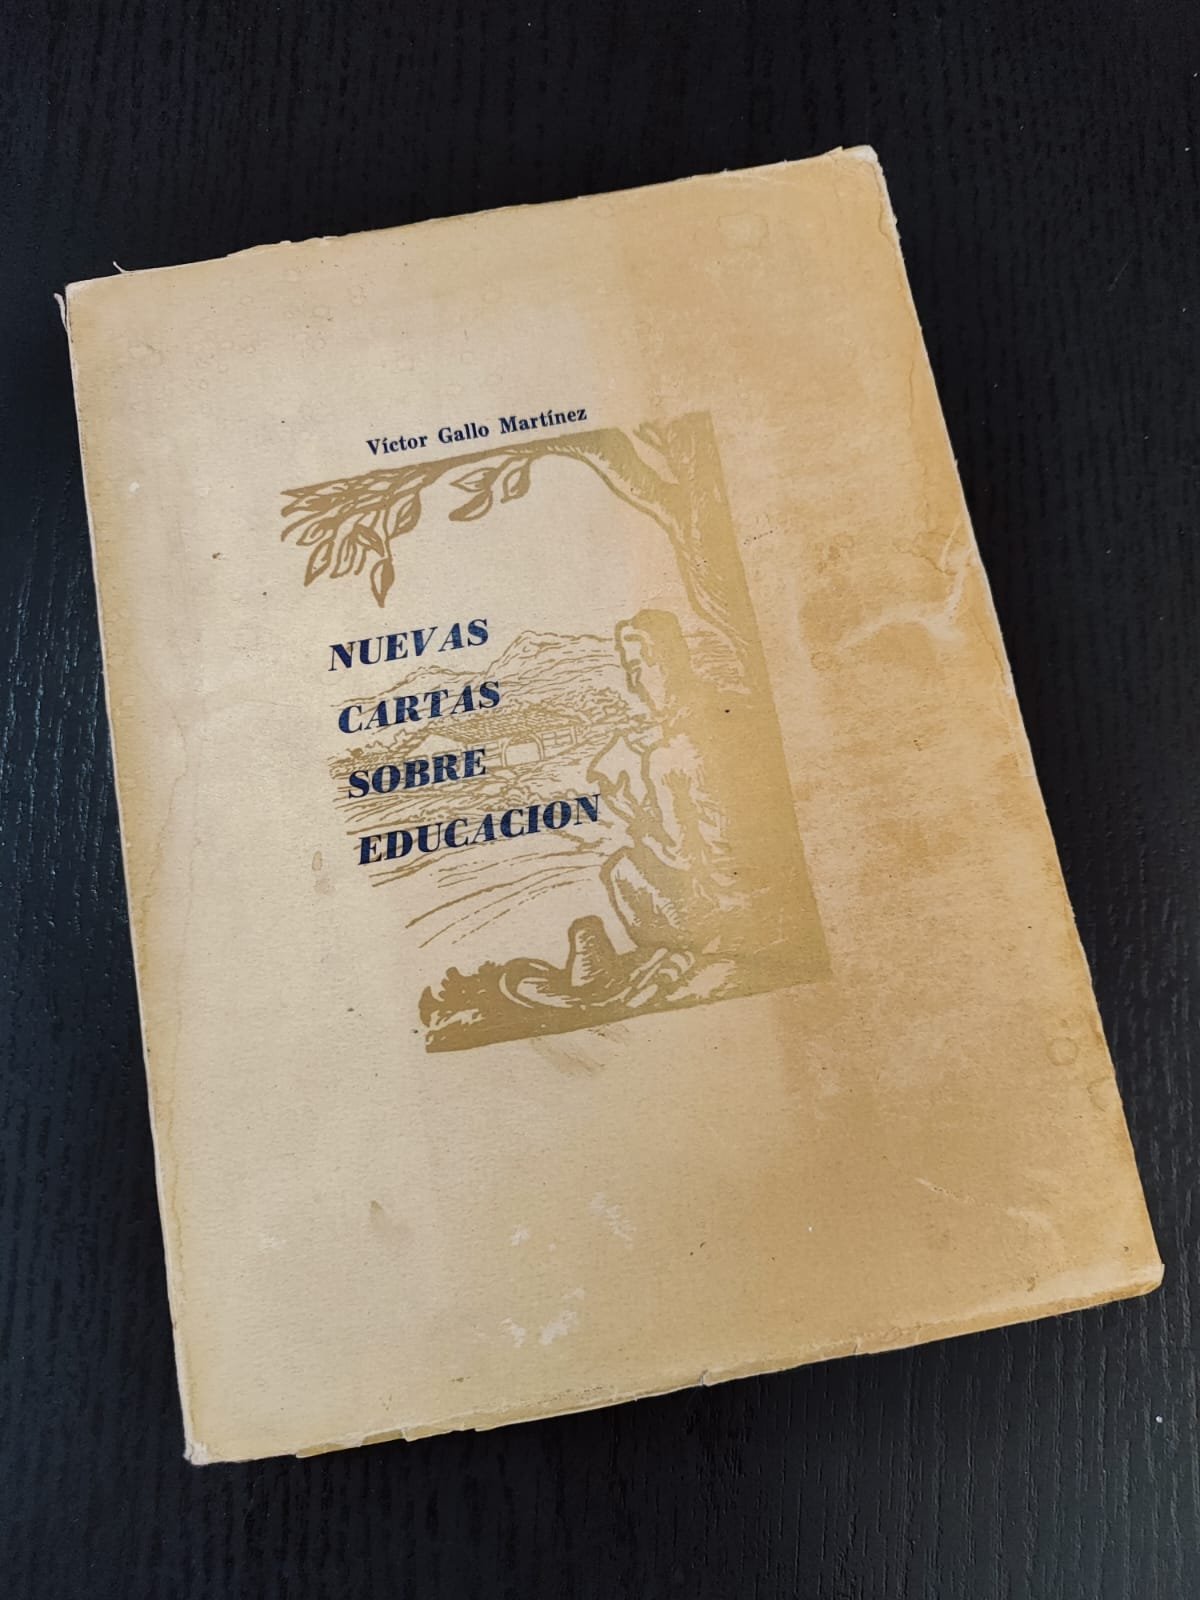 Víctor Gallo Martínez
NUEVAS
CARTAS
SOBRE
EDUCACION